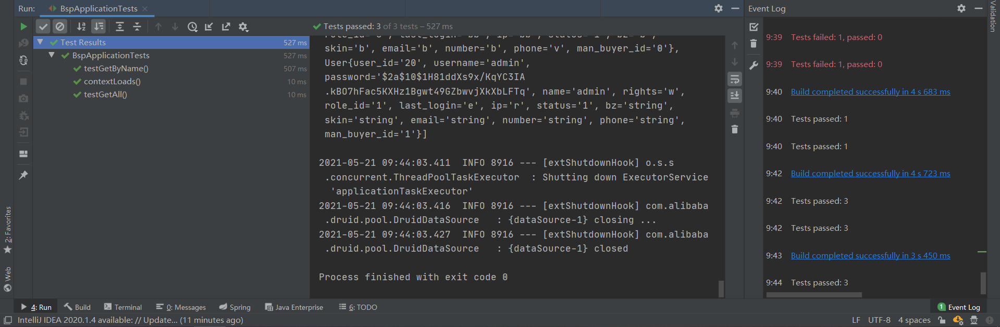 Run: BspApplicationTests
Tests passed: 3 of 3 tests – 527 ms
Test Results 527 ms
BspApplicationTests 527 ms
testGetByName() 507 ms
contextLoads() 10 ms
testGetAll() 10 ms
skin='b', email='b', number='b', phone='v', man_buyer_id='0'},
User{user_id='20', username='admin',
password='$2a$10$1H81ddXs9x/KqYC3IA
.kBO7hFac5KXHz1Bgwt49GZbwvjXkXbLFTq', name='admin', rights='w',
role_id='1', last_login='e', ip='r', status='1', bz='string',
skin='string', email='string', number='string', phone='string',
man_buyer_id='1'}]
2021-05-21 09:44:03.411  INFO 8916 --- [extShutdownHook] o.s.s
.concurrent.ThreadPoolTaskExecutor  : Shutting down ExecutorService
'applicationTaskExecutor'
2021-05-21 09:44:03.416  INFO 8916 --- [extShutdownHook] com.alibaba
.druid.pool.DruidDataSource   : {dataSource-1} closing ...
2021-05-21 09:44:03.427  INFO 8916 --- [extShutdownHook] com.alibaba
.druid.pool.DruidDataSource   : {dataSource-1} closed
Process finished with exit code 0
Event Log
9:39 Tests failed: 1, passed: 0
9:39 Tests failed: 1, passed: 0
9:40 Build completed successfully in 4 s 683 ms
9:40 Tests passed: 1
9:40 Tests passed: 1
9:42 Build completed successfully in 4 s 723 ms
9:42 Tests passed: 3
9:42 Tests passed: 3
9:43 Build completed successfully in 3 s 450 ms
9:44 Tests passed: 3
Validation
2: Favorites
Web
4: Run Build Terminal 0: Messages Spring Java Enterprise 6: TODO
1 Event Log
IntelliJ IDEA 2020.1.4 available: // Update... (11 minutes ago)
LF UTF-8 4 spaces